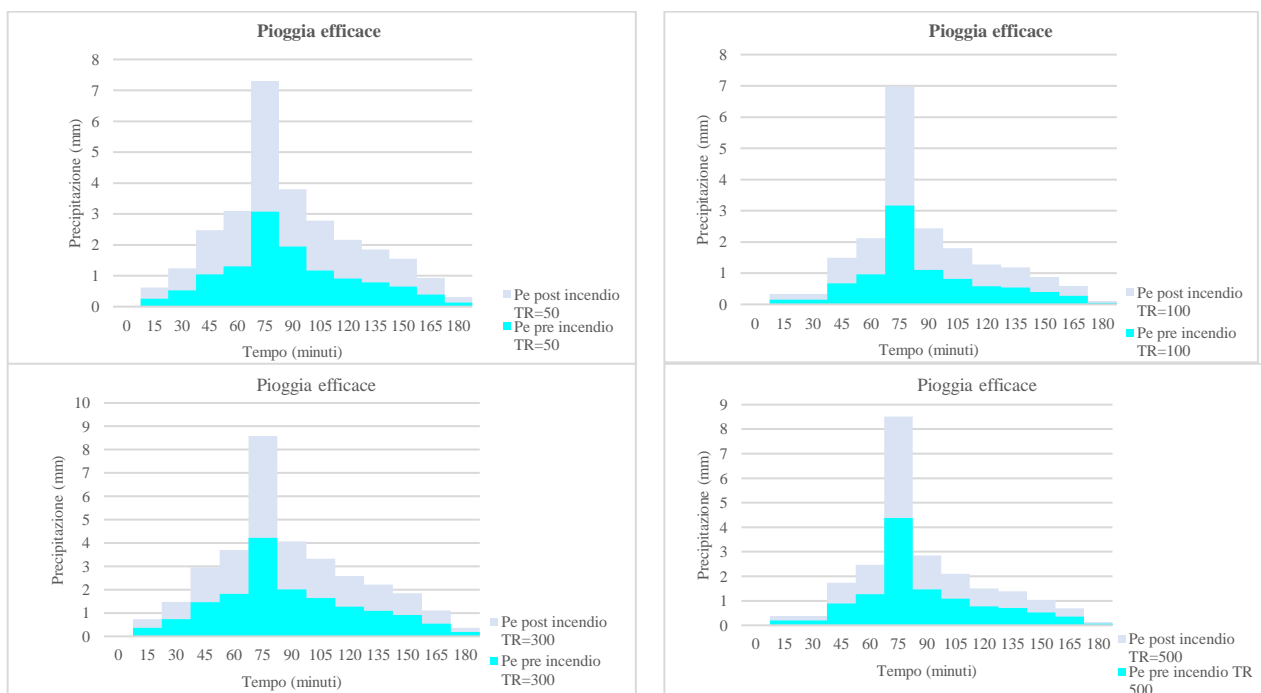 Pioggia efficace
8
7
6
5
4
3
2
1
0
Precipitazione (mm)
0 15 30 45 60 75 90 105 120 135 150 165 180
Tempo (minuti)
Pe post incendio
TR=50
Pe pre incendio
TR=50
Pioggia efficace
8
7
6
5
4
3
2
1
0
Precipitazione (mm)
0 15 30 45 60 75 90 105 120 135 150 165 180
Tempo (minuti)
Pe post incendio
TR=100
Pe pre incendio
TR=100
Pioggia efficace
10
9
8
7
6
5
4
3
2
1
0
Precipitazione (mm)
0 15 30 45 60 75 90 105 120 135 150 165 180
Tempo (minuti)
Pe post incendio
TR=300
Pe pre incendio
TR=300
Pioggia efficace
9
8
7
6
5
4
3
2
1
0
Precipitazione (mm)
0 15 30 45 60 75 90 105 120 135 150 165 180
Tempo (minuti)
Pe post incendio
TR=500
Pe pre incendio TR
500